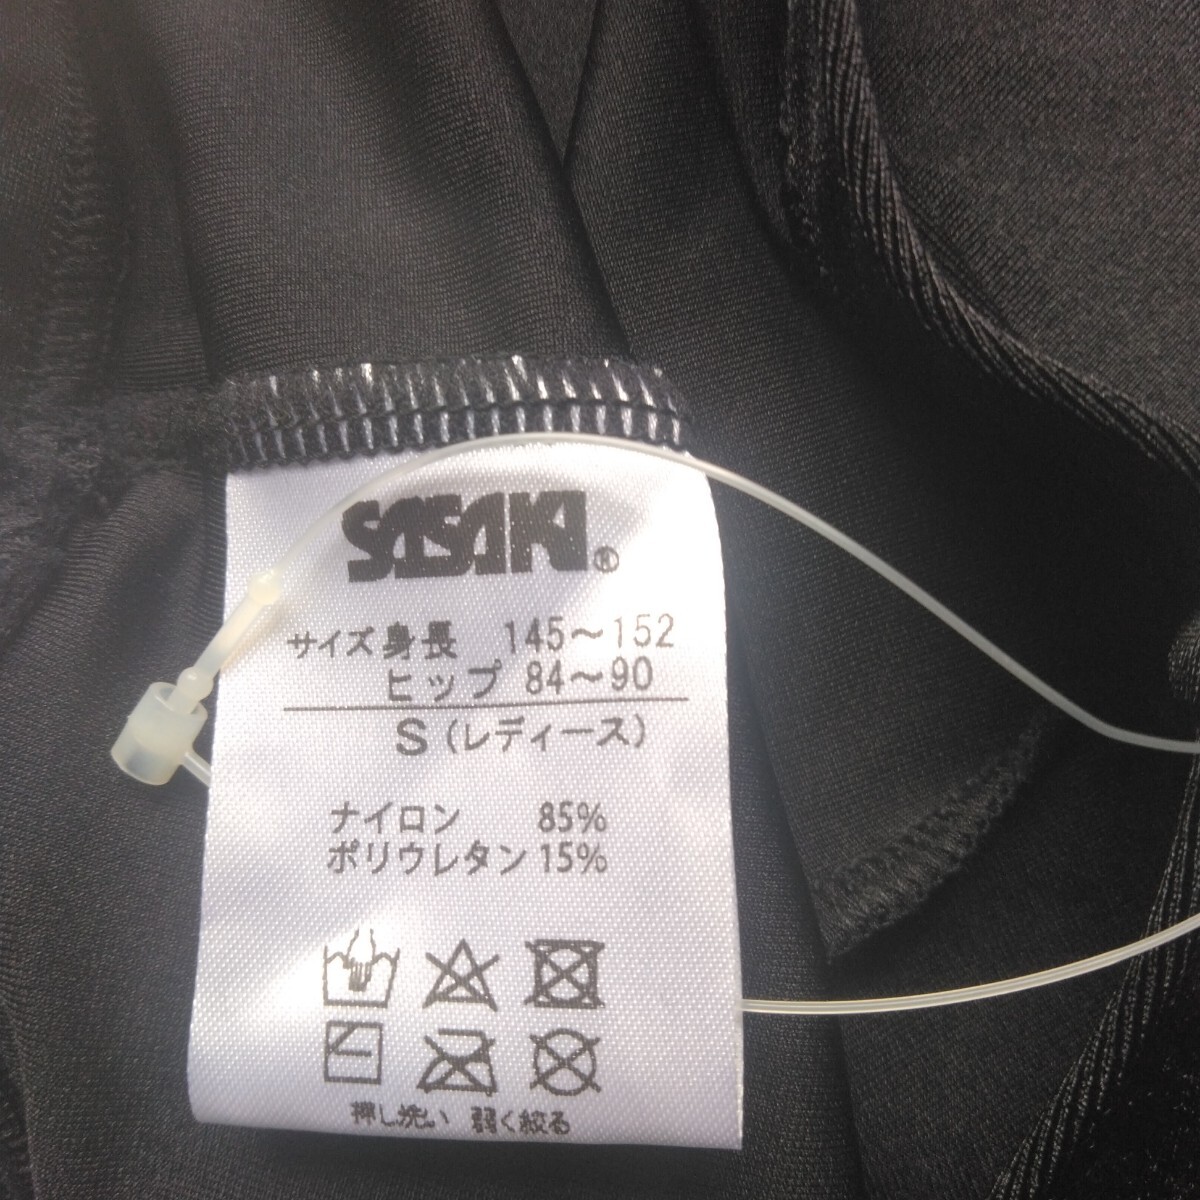 SASAKI®
サイズ 身長 145～152
ヒップ 84～90
S（レディース）
ナイロン 85%
ポリウレタン 15%
押し洗い 弱く絞る